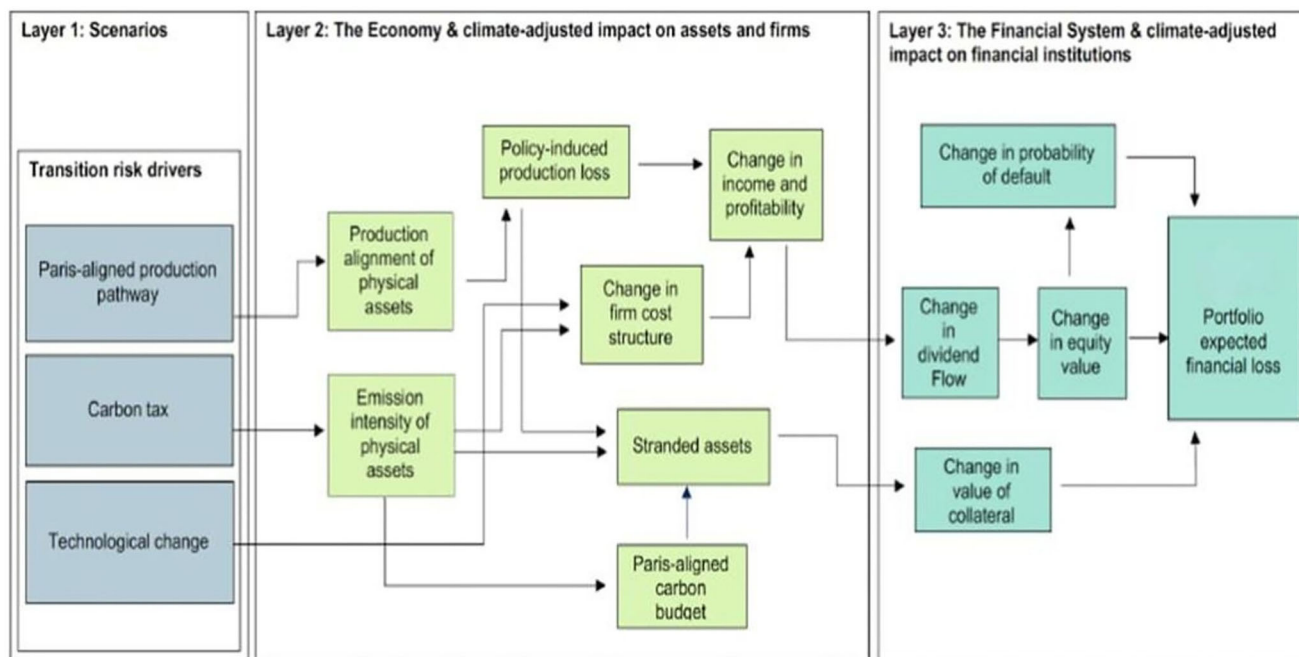 Layer 1: Scenarios
Transition risk drivers
Paris-aligned production
pathway
Carbon tax
Technological change
Layer 2: The Economy & climate-adjusted impact on assets and firms
Production
alignment of
physical
assets
Emission
intensity of
physical
assets
Policy-induced
production loss
Change in
firm cost
structure
Stranded assets
Paris-aligned
carbon
budget
Change in
income and
profitability
Layer 3: The Financial System & climate-adjusted
impact on financial institutions
Change in probability
of default
Change
in
dividend
Flow
Change
in equity
value
Change in
value of
collateral
Portfolio
expected
financial loss